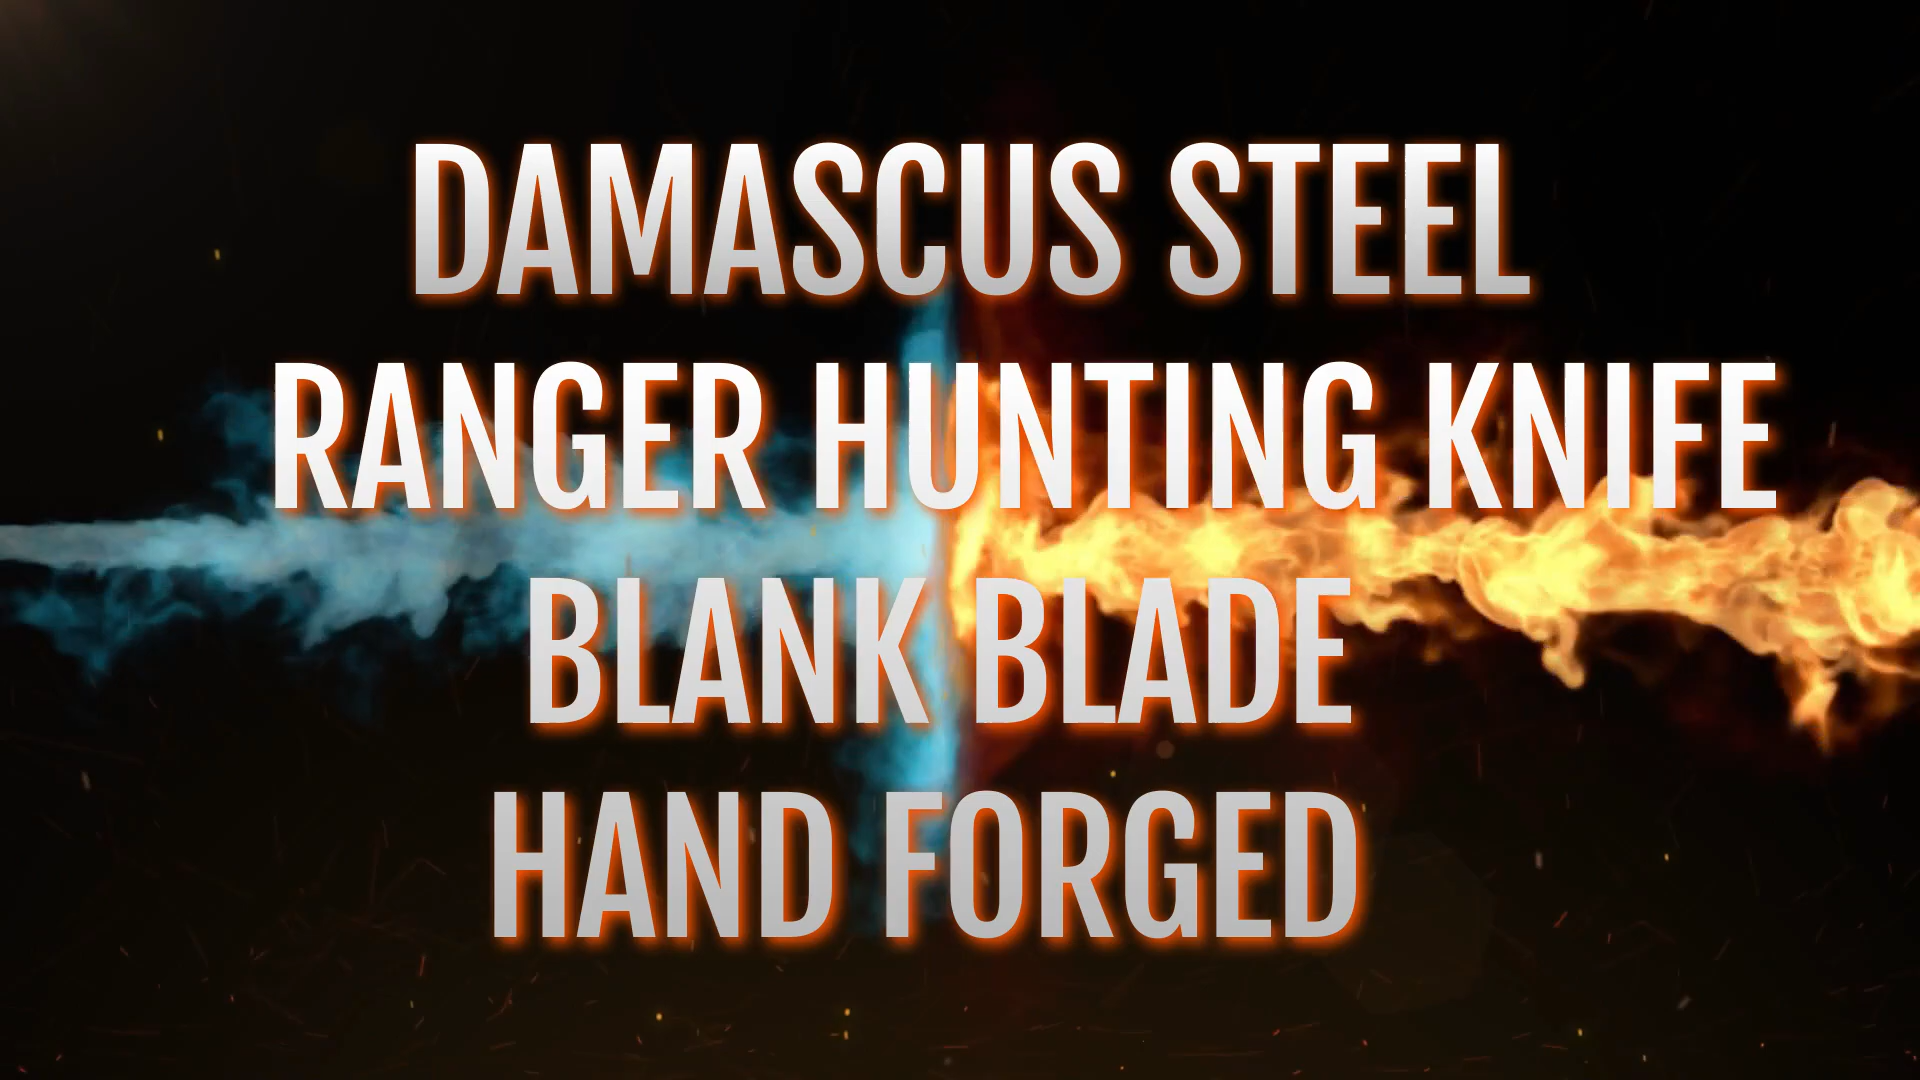 DAMASCUS STEEL
RANGER HUNTING KNIFE
BLANK BLADE
HAND FORGED